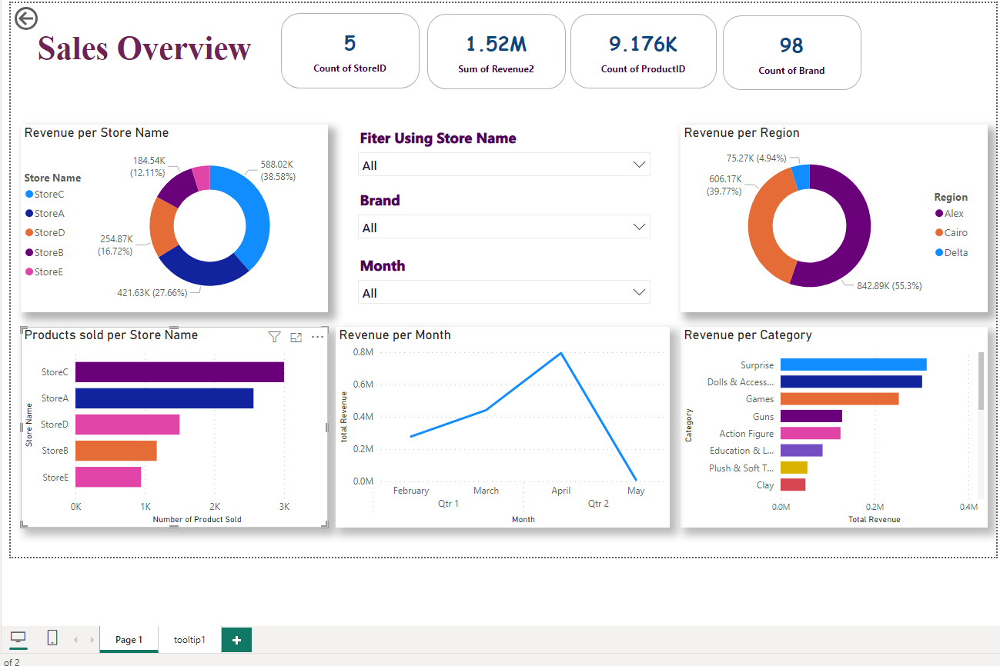 Sales Overview
5
Count of StoreID
1.52M
Sum of Revenue2
9.176K
Count of ProductID
98
Count of Brand
Revenue per Store Name
Store Name
StoreC
StoreA
StoreD
StoreB
StoreE
184.54K
(12.11%)
588.02K
(38.58%)
254.87K
(16.72%)
421.63K (27.66%)
Fiter Using Store Name
All
Brand
All
Month
All
Revenue per Region
75.27K (4.94%)
606.17K
(39.77%)
842.89K (55.3%)
Region
Alex
Cairo
Delta
Products sold per Store Name
Store Name
StoreC
StoreA
StoreD
StoreB
StoreE
0K 1K 2K 3K
Number of Product Sold
Revenue per Month
total Revenue
0.8M
0.6M
0.4M
0.2M
0.0M
February March April May
Qtr 1 Qtr 2
Month
Revenue per Category
Category
Surprise
Dolls & Access...
Games
Guns
Action Figure
Education & L...
Plush & Soft T...
Clay
0.0M 0.2M 0.4M
Total Revenue
Page 1
tooltip1
of 2